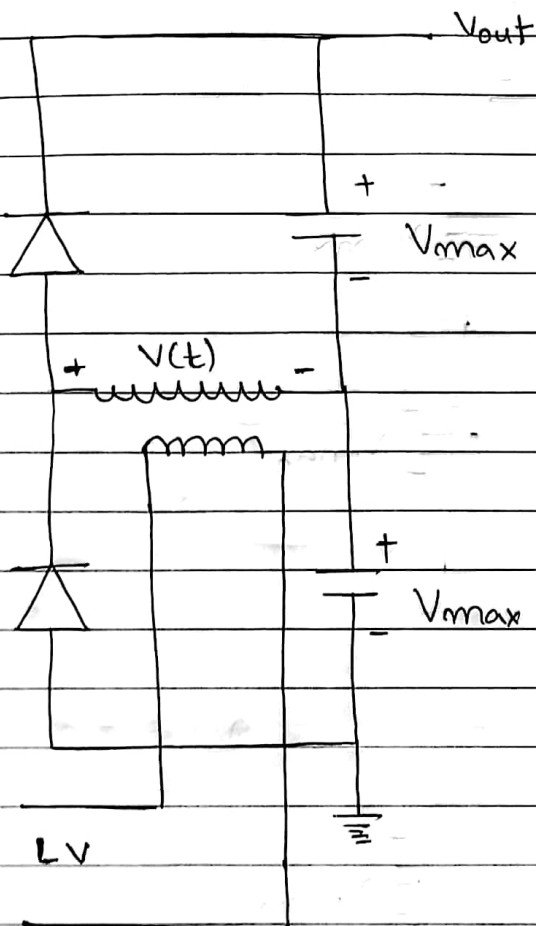 Vout
+ -
Vmax
-
+ V(t) -
+
Vmax
-
LV